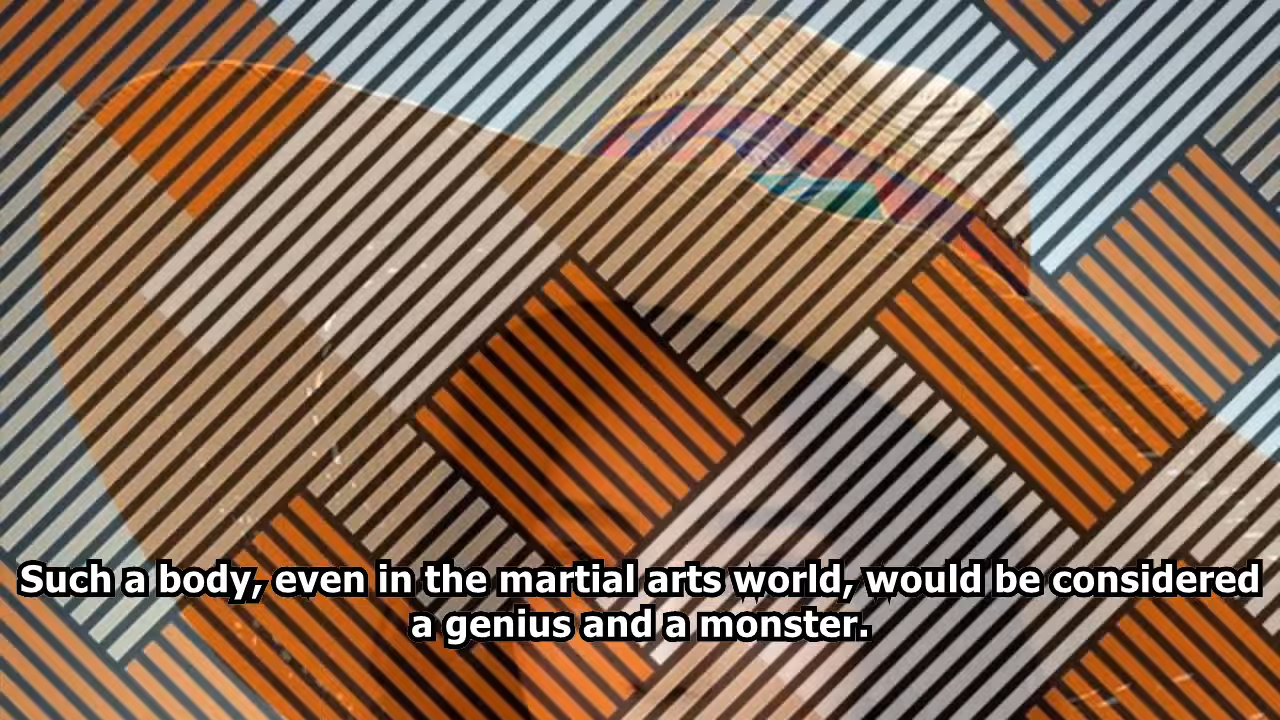 Such a body, even in the martial arts world, would be considered
a genius and a monster.